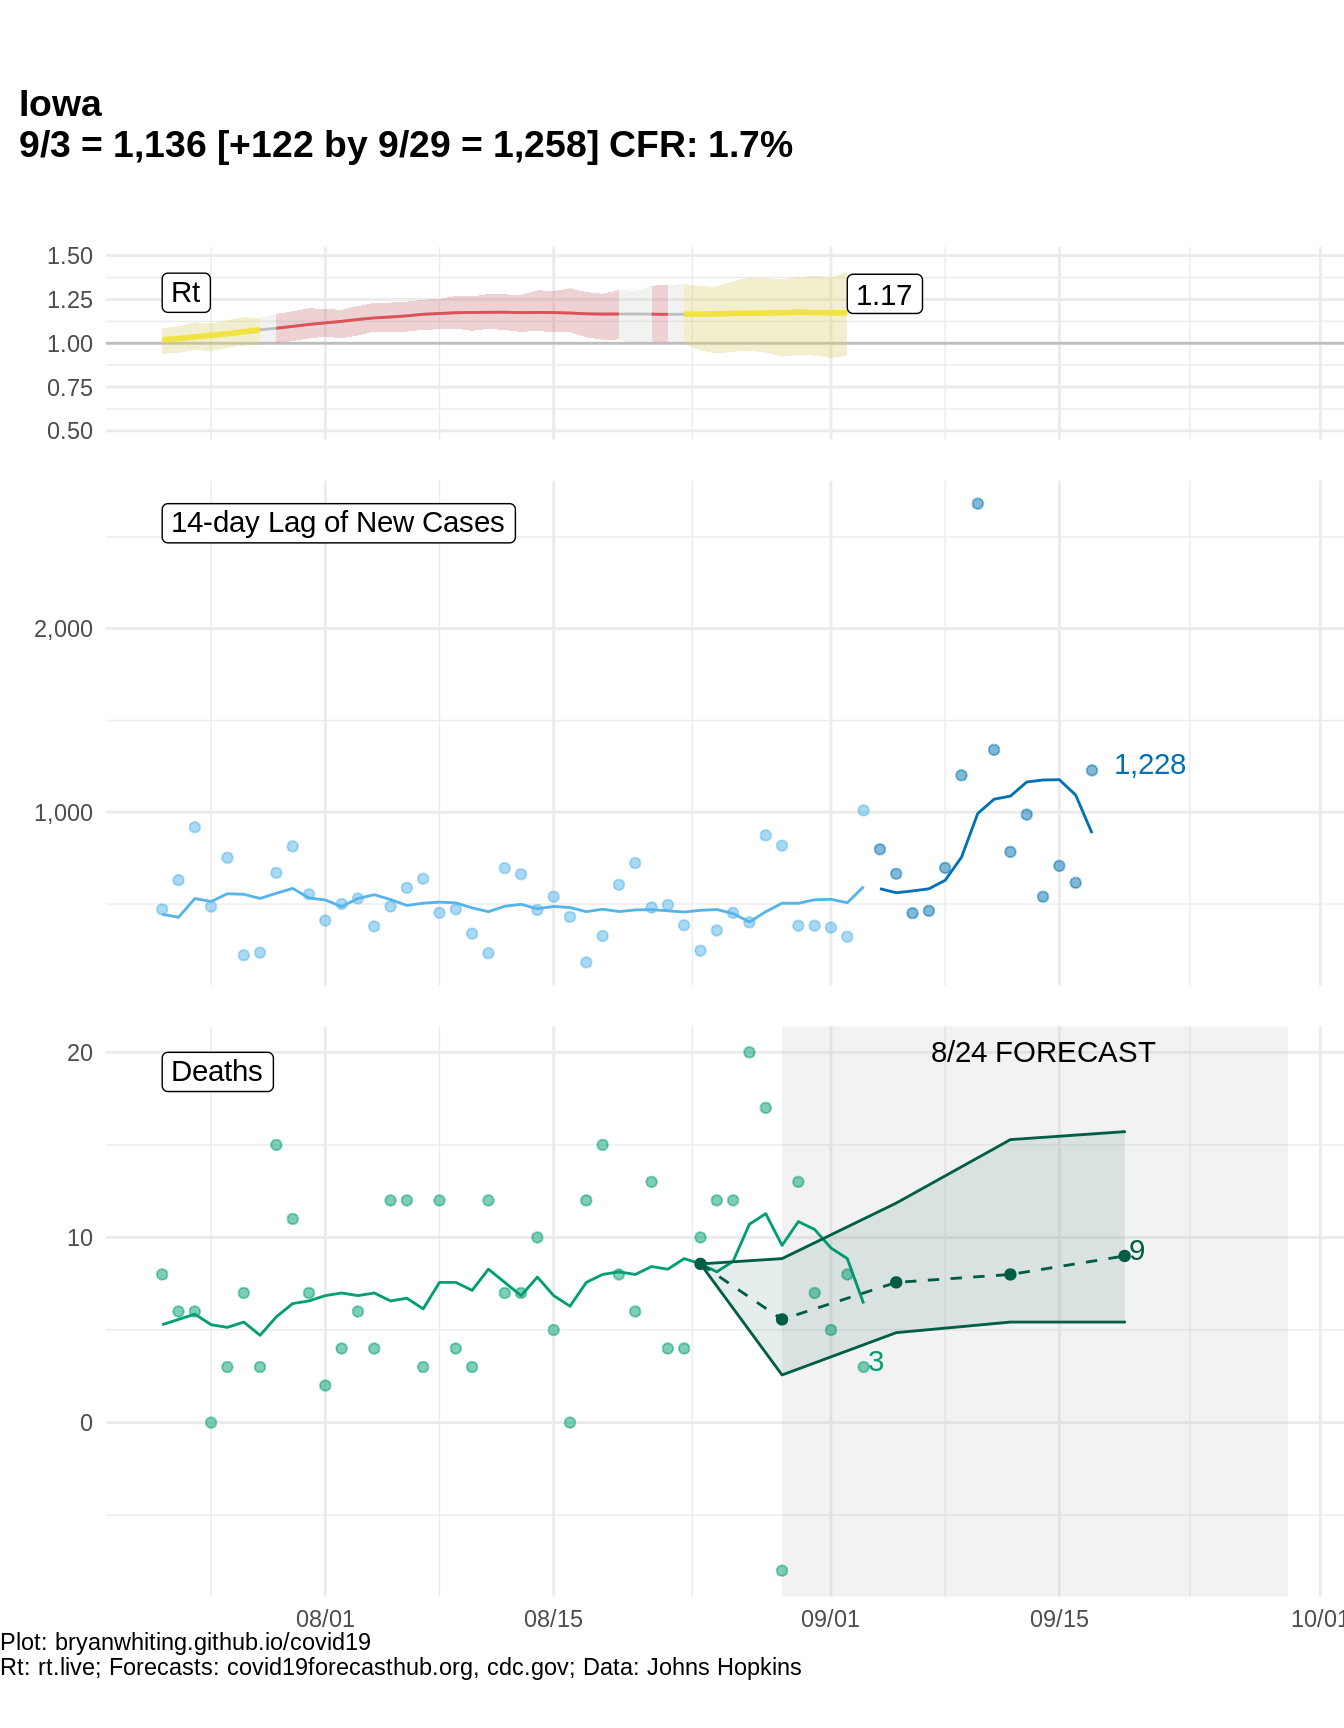 Iowa
9/3 = 1,136 [+122 by 9/29 = 1,258] CFR: 1.7%
1.50
1.25
1.00
0.75
0.50
Rt
1.17
14-day Lag of New Cases
2,000
1,000
1,228
Deaths
8/24 FORECAST
20
10
0
9
3
08/01
08/15
09/01
09/15
10/01
Plot: bryanwhiting.github.io/covid19
Rt: rt.live; Forecasts: covid19forecasthub.org, cdc.gov; Data: Johns Hopkins